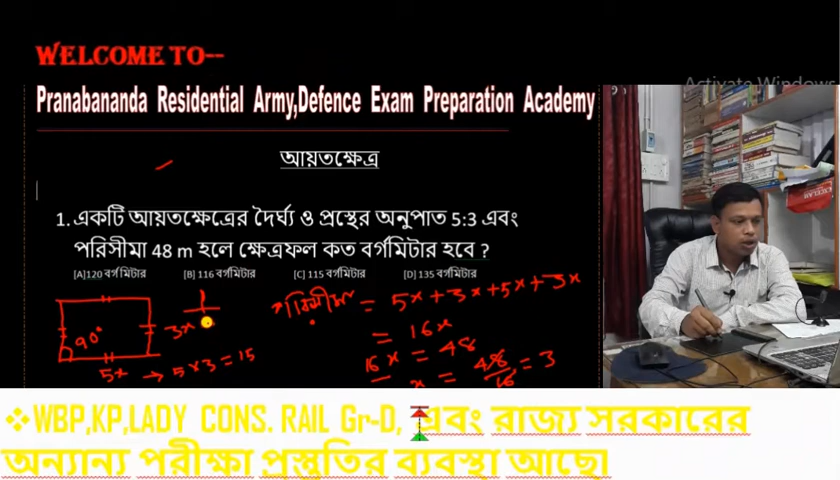 WELCOME TO--
Pranabananda Residential Army,Defence Exam Preparation Academy
Activate Windows
আয়তক্ষেত্র
1. একটি আয়তক্ষেত্রের দৈর্ঘ্য ও প্রস্থের অনুপাত 5:3 এবং
পরিসীমা 48 m হলে ক্ষেত্রফল কত বর্গমিটার হবে ?
[A]120 বর্গমিটার [B] 116 বর্গমিটার [C] 115 বর্গমিটার [D] 135 বর্গমিটার
পরিসীমা = 5x + 3x + 5x + 3x
= 16x
16x = 48
x = 48/16 = 3
90°
3x
5x → 5 x 3 = 15
❖WBP,KP,LADY CONS. RAIL Gr-D, এবং রাজ্য সরকারের
অন্যান্য পরীক্ষা প্রস্তুতির ব্যবস্থা আছে।